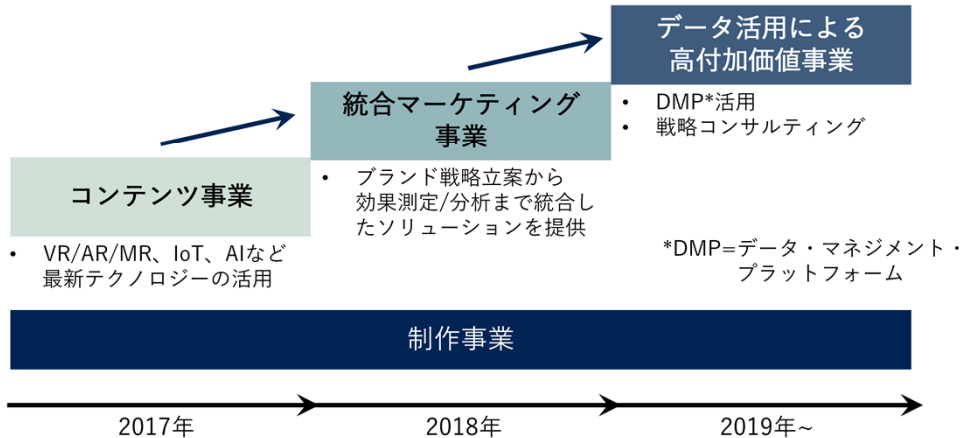 データ活用による
高付加価値事業
• DMP*活用
• 戦略コンサルティング
統合マーケティング
事業
• ブランド戦略立案から
効果測定/分析まで統合し
たソリューションを提供
コンテンツ事業
• VR/AR/MR、IoT、AIなど
最新テクノロジーの活用
*DMP=データ・マネジメント・
プラットフォーム
制作事業
2017年
2018年
2019年~